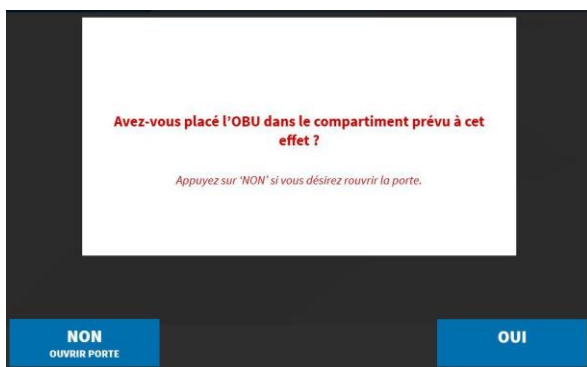 Avez-vous placé l'OBU dans le compartiment prévu à cet
effet ?
Appuyez sur 'NON' si vous désirez rouvrir la porte.
NON
OUVRIR PORTE
OUI